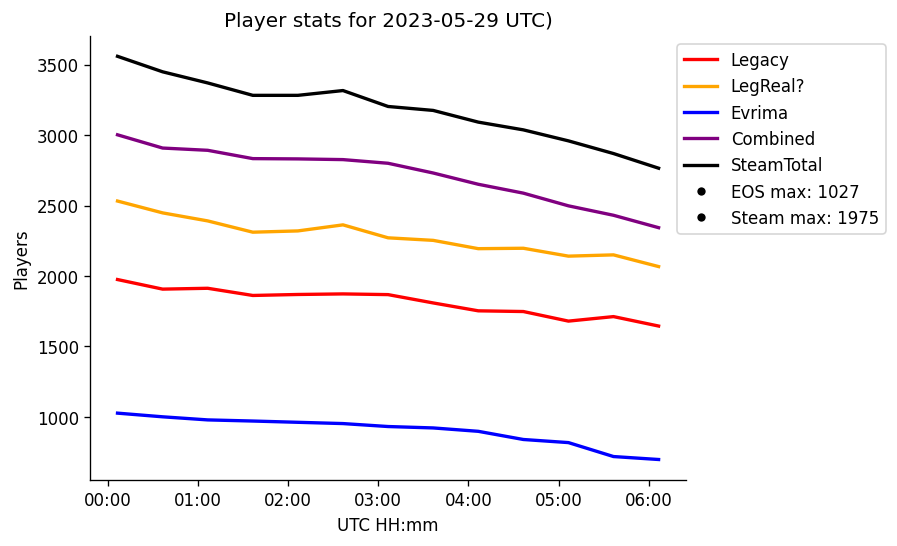 Player stats for 2023-05-29 UTC)
3500
3000
2500
2000
1500
1000
Players
00:00 01:00 02:00 03:00 04:00 05:00 06:00
UTC HH:mm
Legacy
LegReal?
Evrima
Combined
SteamTotal
EOS max: 1027
Steam max: 1975